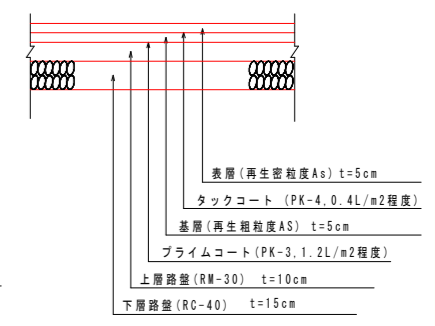 表層(再生密粒度As) t=5cm
タックコート (PK-4,0.4L/m2程度)
基層(再生粗粒度AS) t=5cm
プライムコート(PK-3,1.2L/m2程度)
上層路盤(RM-30) t=10cm
下層路盤(RC-40) t=15cm